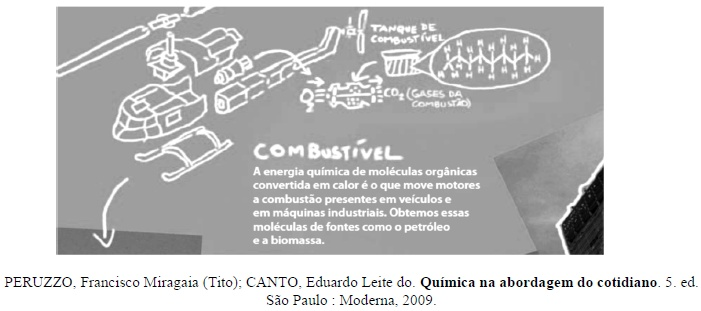 TANQUE DE
COMBUSTÍVEL
H H H H H H H
O₂
CO₂ (GASES DA
COMBUSTÃO)
COMBUSTÍVEL
A energia química de moléculas orgânicas
convertida em calor é o que move motores
a combustão presentes em veículos e
em máquinas industriais. Obtemos essas
moléculas de fontes como o petróleo
e a biomassa.
PERUZZO, Francisco Miragaia (Tito); CANTO, Eduardo Leite do. Química na abordagem do cotidiano. 5. ed.
São Paulo : Moderna, 2009.